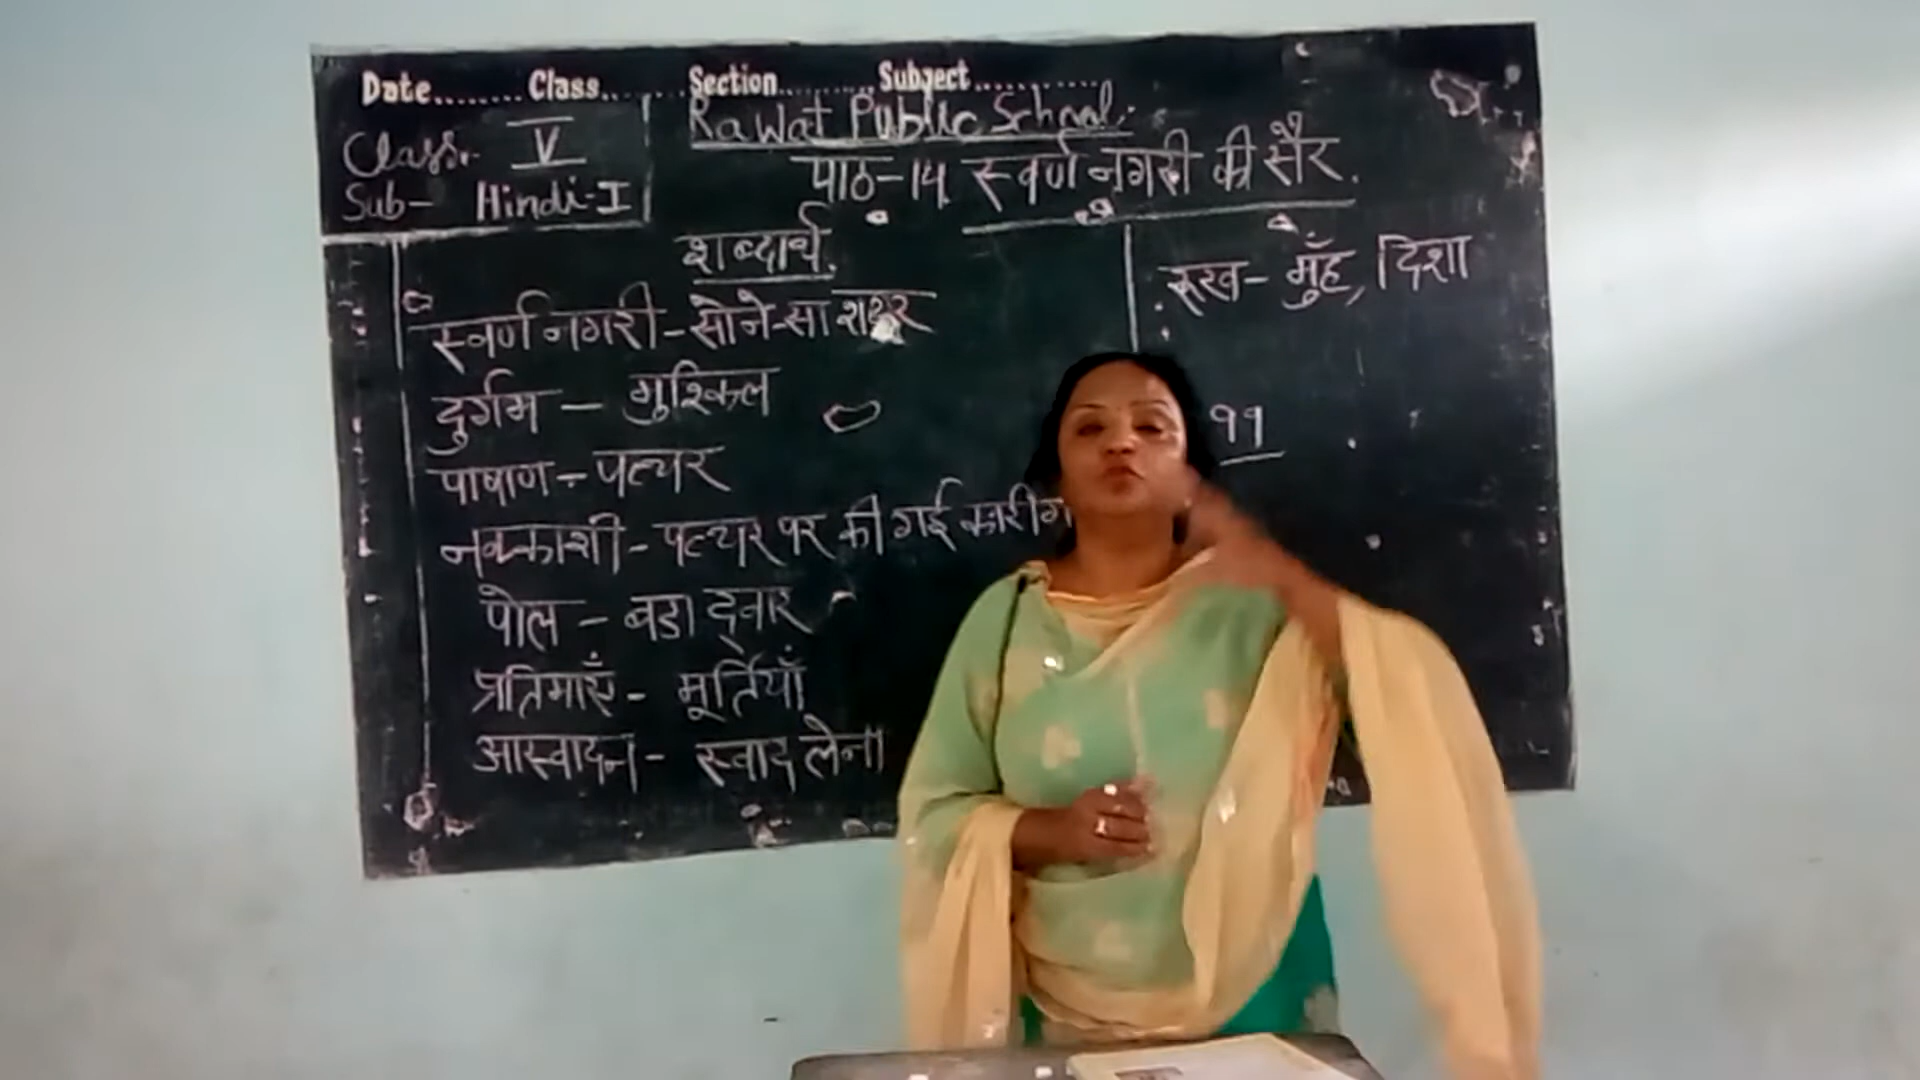 Date........ Class........ Section.......... Subject............
Class:- V
Sub- Hindi-I
Rawat Public School.
पाठ-14 स्वर्ण नगरी की सैर.
शब्दार्थ.
स्वर्ण नगरी - सोने-सा शहर
दुर्गम - मुश्किल
पाषाण - पत्थर
नक्काशी - पत्थर पर की गई कारीग
पोल - बडा द्वार
प्रतिमाएँ - मूर्तियाँ
आस्वादन - स्वाद लेना
रूख - मुँह, दिशा
११